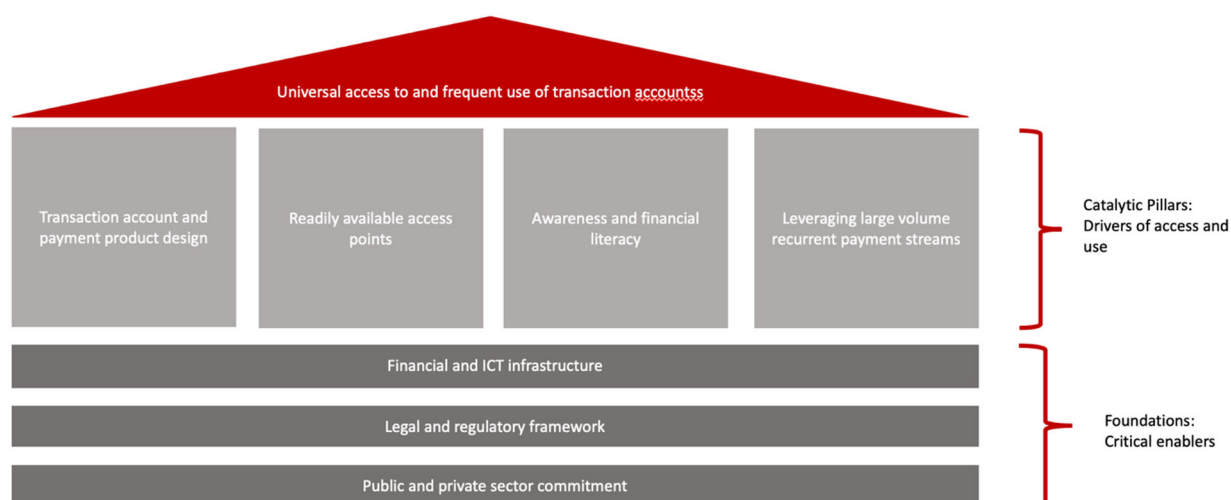 Universal access to and frequent use of transaction accountss
Transaction account and
payment product design
Readily available access
points
Awareness and financial
literacy
Leveraging large volume
recurrent payment streams
Catalytic Pillars:
Drivers of access and
use
Financial and ICT infrastructure
Legal and regulatory framework
Public and private sector commitment
Foundations:
Critical enablers